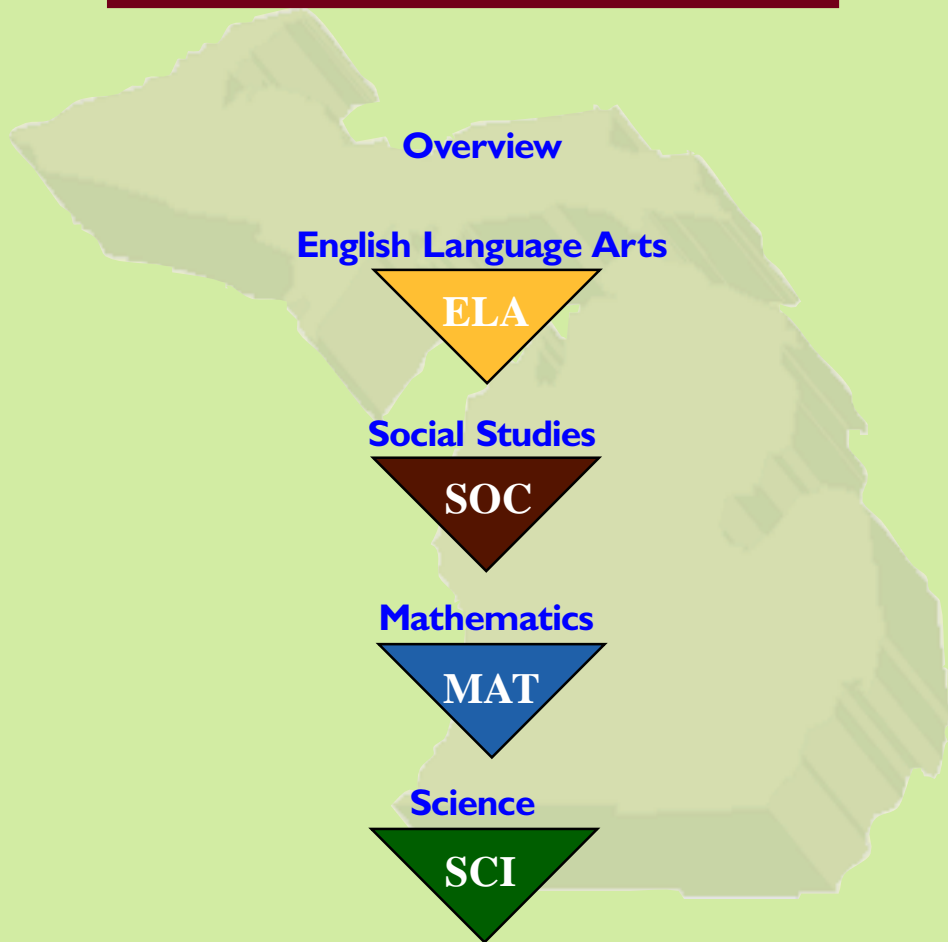 Overview
English Language Arts
ELA
Social Studies
SOC
Mathematics
MAT
Science
SCI